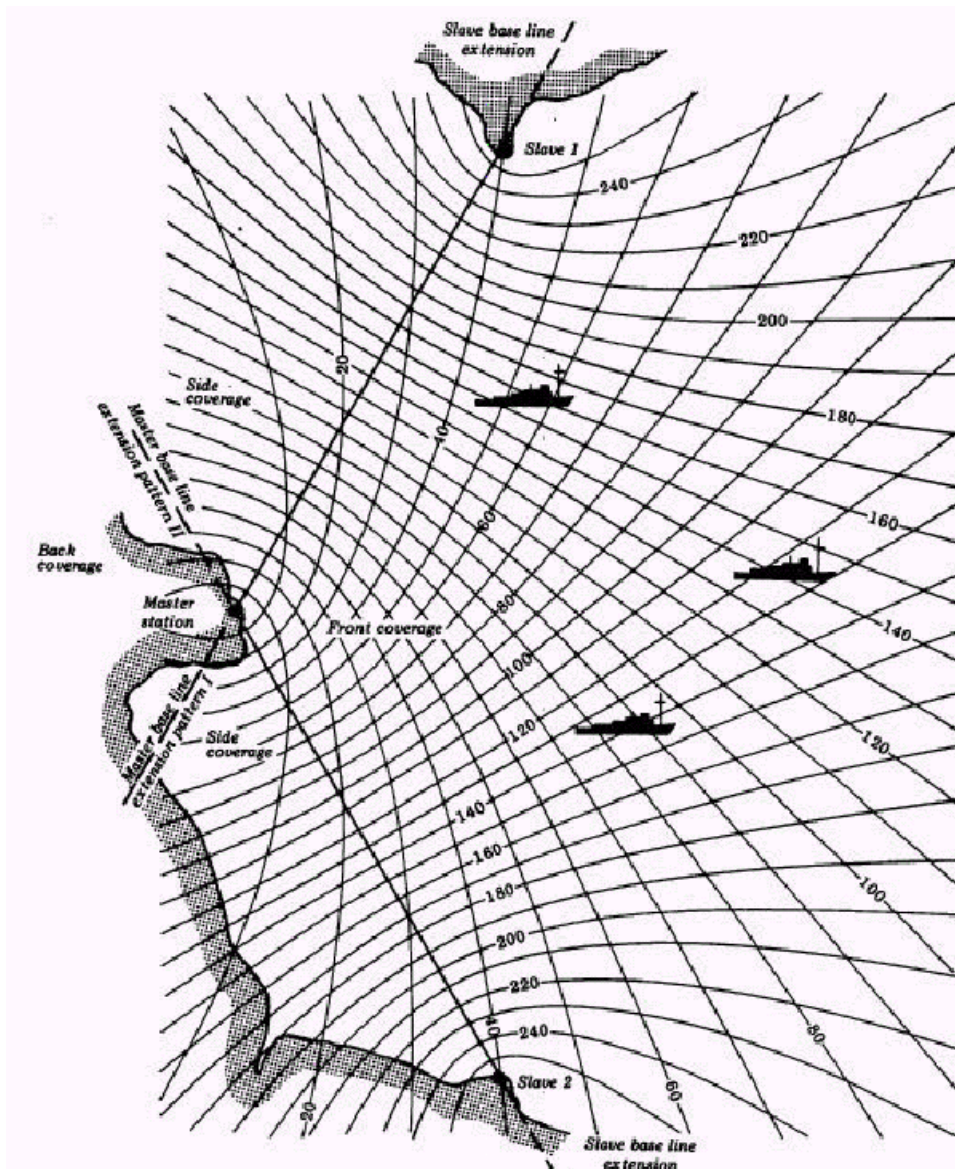 Slave base line
extension
Slave 1
240
220
200
20
Side
coverage
40
180
Master base line
extension pattern II
60
160
Back
coverage
Master
station
Front coverage
80
140
100
Master base line
extension pattern I
Side
coverage
120
120
140
160
180
100
200
220
40
240
80
Slave 2
60
20
Slave base line
extension